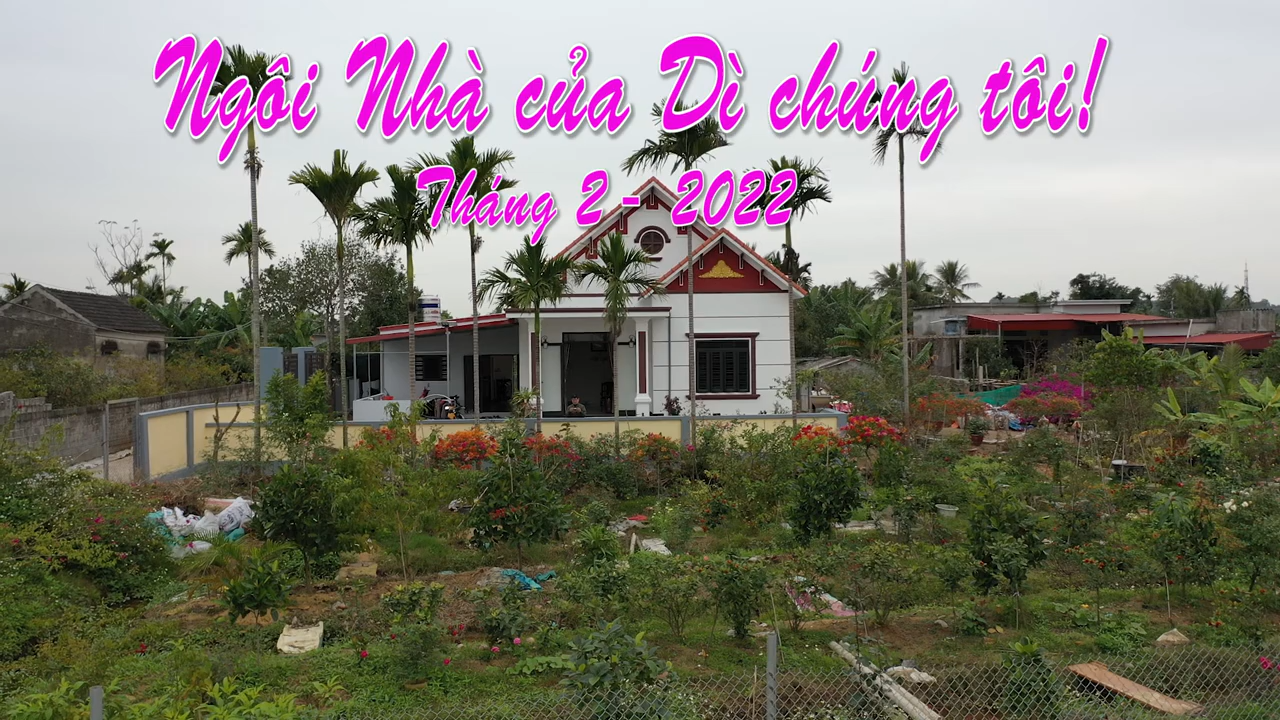 Ngôi Nhà của Dì chúng tôi!
Tháng 2 - 2022